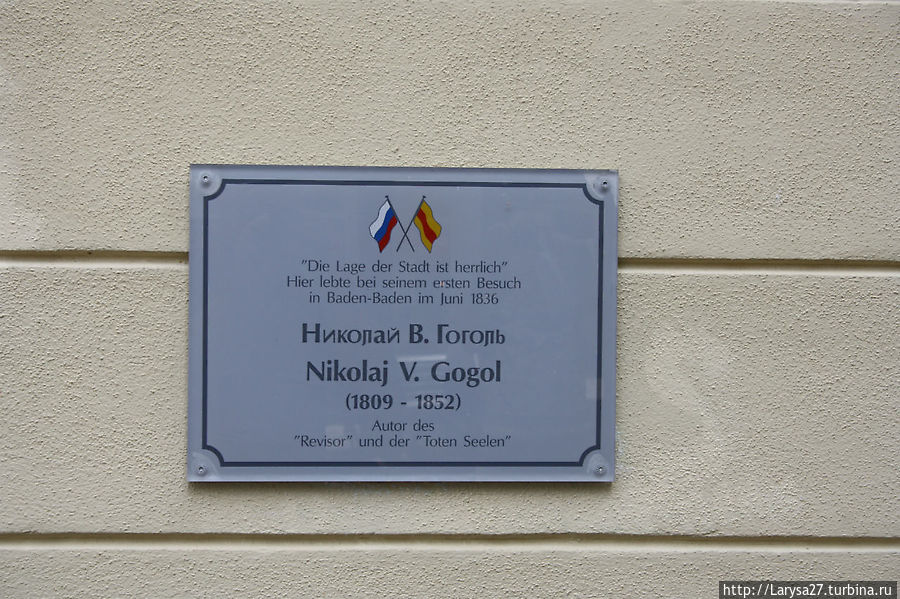 "Die Lage der Stadt ist herrlich"
Hier lebte bei seinem ersten Besuch
in Baden-Baden im Juni 1836
Николай В. Гоголь
Nikolaj V. Gogol
(1809 - 1852)
Autor des
"Revisor" und der "Toten Seelen"
http://Larysa27.turbina.ru